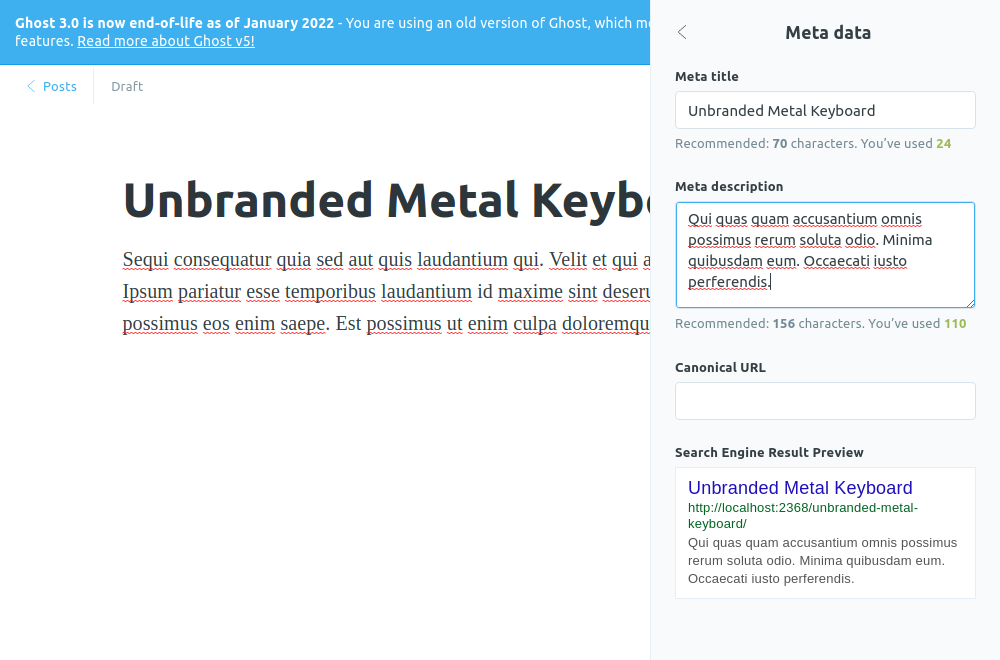 Ghost 3.0 is now end-of-life as of January 2022 - You are using an old version of Ghost, which
features. Read more about Ghost v5!
Posts
Draft
Unbranded Metal
Sequi consequatur quia sed aut quis laudantium qui. Velit et qui
Ipsum pariatur esse temporibus laudantium id maxime sint
possimus eos enim saepe. Est possimus ut enim culpa
Meta data
Meta title
Unbranded Metal Keyboard
Recommended: 70 characters. You’ve used 24
Meta description
Qui quas quam accusantium omnis
possimus rerum soluta odio. Minima
quibusdam eum. Occaecati iusto
perferendis.
Recommended: 156 characters. You’ve used 110
Canonical URL
Search Engine Result Preview
Unbranded Metal Keyboard
http://localhost:2368/unbranded-metal-
keyboard/
Qui quas quam accusantium omnis possimus
rerum soluta odio. Minima quibusdam eum.
Occaecati iusto perferendis.